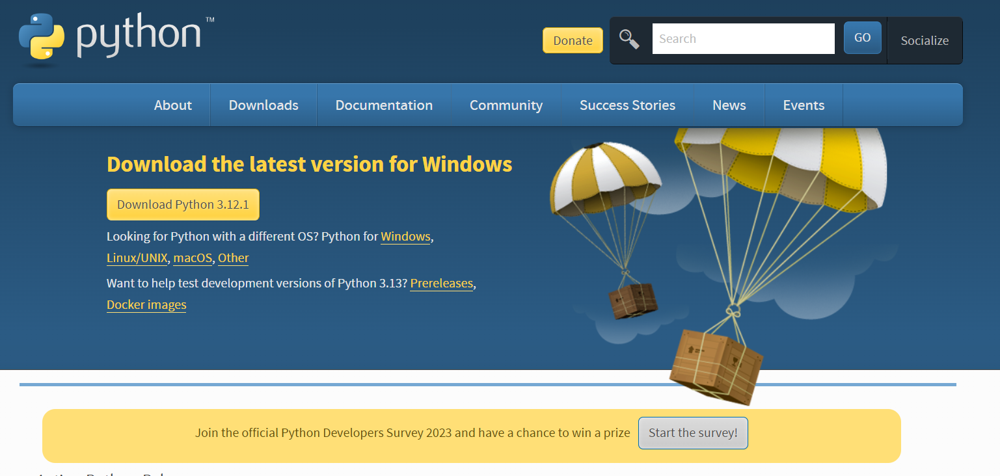 python™
Donate
Search
GO
Socialize
About
Downloads
Documentation
Community
Success Stories
News
Events
Download the latest version for Windows
Download Python 3.12.1
Looking for Python with a different OS? Python for Windows,
Linux/UNIX, macOS, Other
Want to help test development versions of Python 3.13? Prereleases,
Docker images
Join the official Python Developers Survey 2023 and have a chance to win a prize
Start the survey!